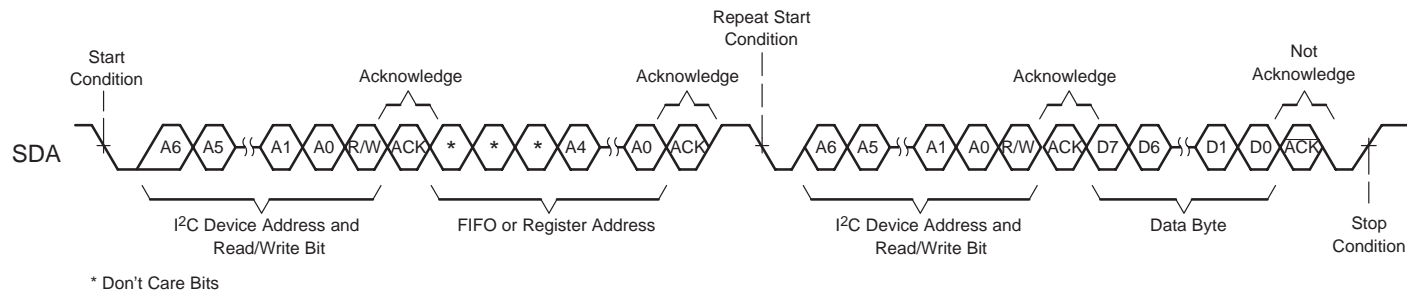 Repeat Start
Condition
Start
Condition
Acknowledge
Acknowledge
Acknowledge
Not
Acknowledge
SDA
A6 A5 A1 A0 R/W ACK * * * A4 A0 ACK A6 A5 A1 A0 R/W ACK D7 D6 D1 D0 ACK
I2C Device Address and
Read/Write Bit
FIFO or Register Address
I2C Device Address and
Read/Write Bit
Data Byte
Stop
Condition
* Don't Care Bits